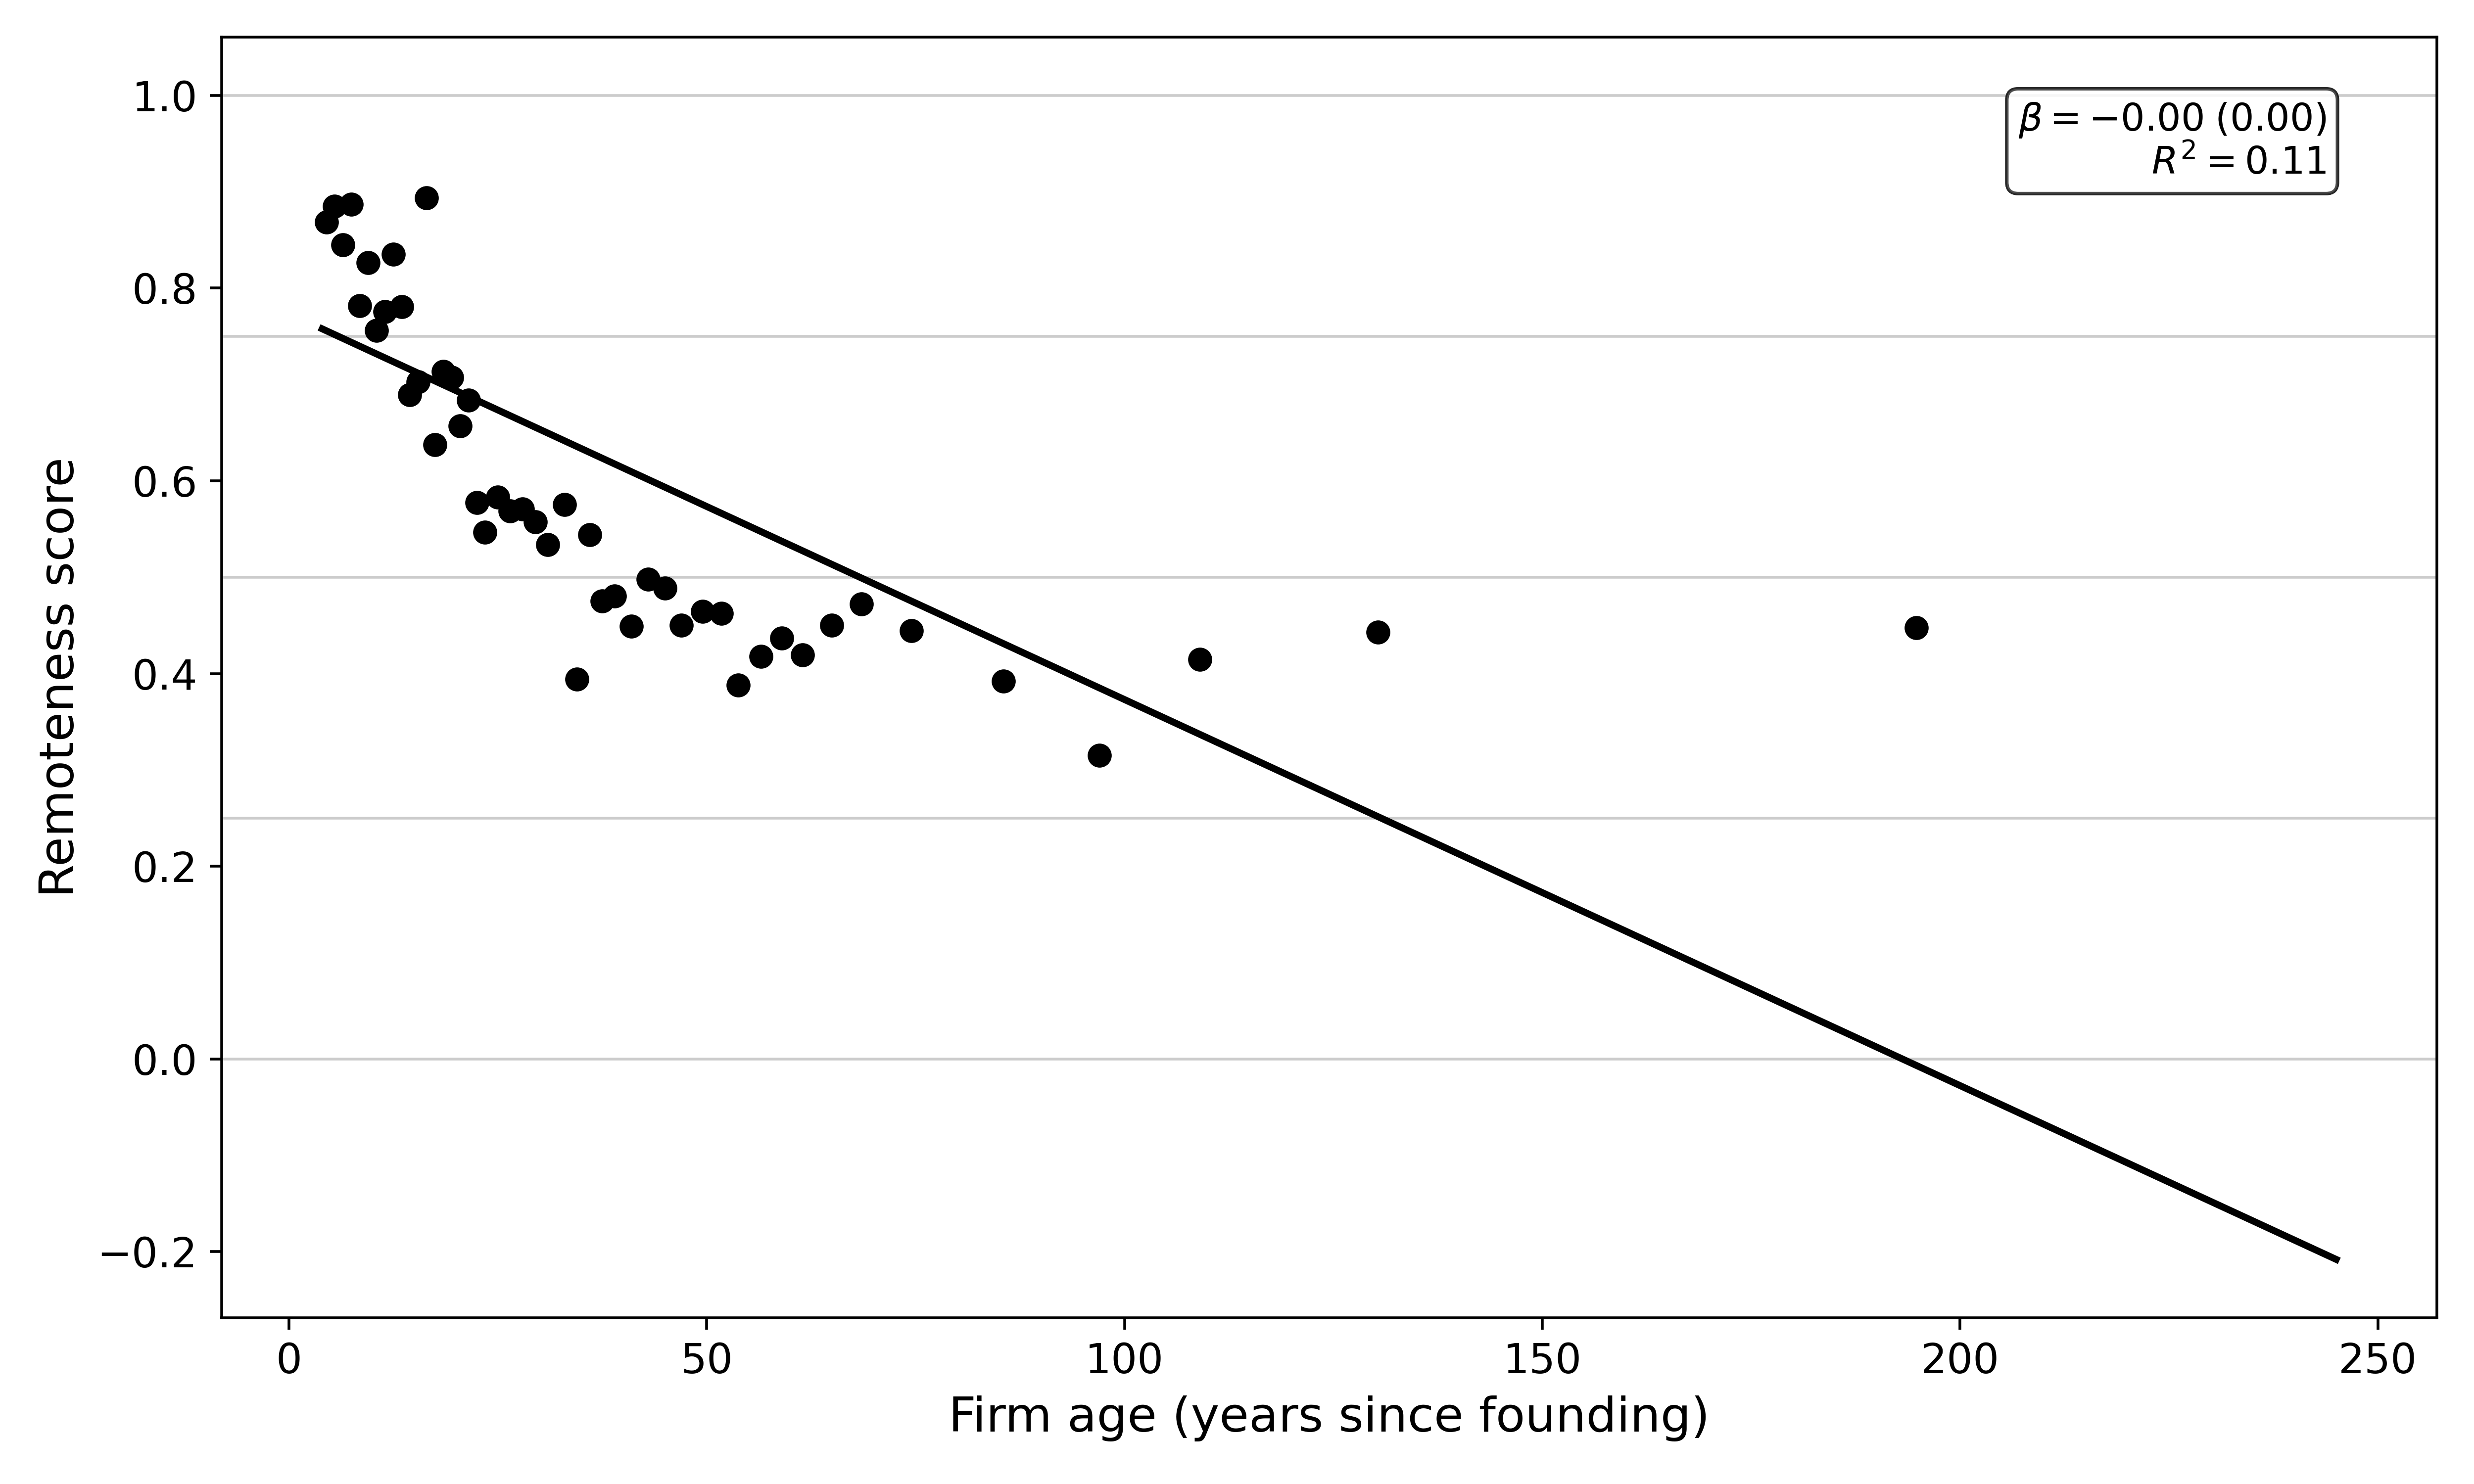 1.0
0.8
0.6
0.4
0.2
0.0
−0.2
Remoteness score
β = −0.00 (0.00)
R² = 0.11
0 50 100 150 200 250
Firm age (years since founding)